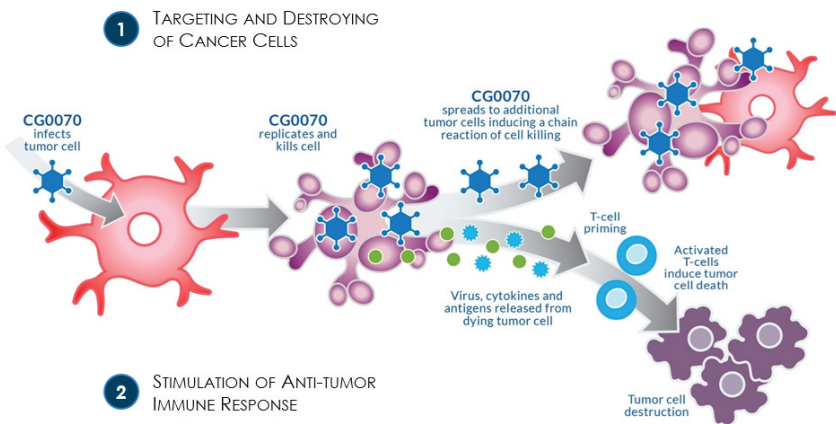 1
TARGETING AND DESTROYING
OF CANCER CELLS
CG0070
infects
tumor cell
CG0070
replicates and
kills cell
CG0070
spreads to additional
tumor cells inducing a chain
reaction of cell killing
T-cell
priming
Activated
T-cells
induce tumor
cell death
Virus, cytokines and
antigens released from
dying tumor cell
Tumor cell
destruction
2
STIMULATION OF ANTI-TUMOR
IMMUNE RESPONSE